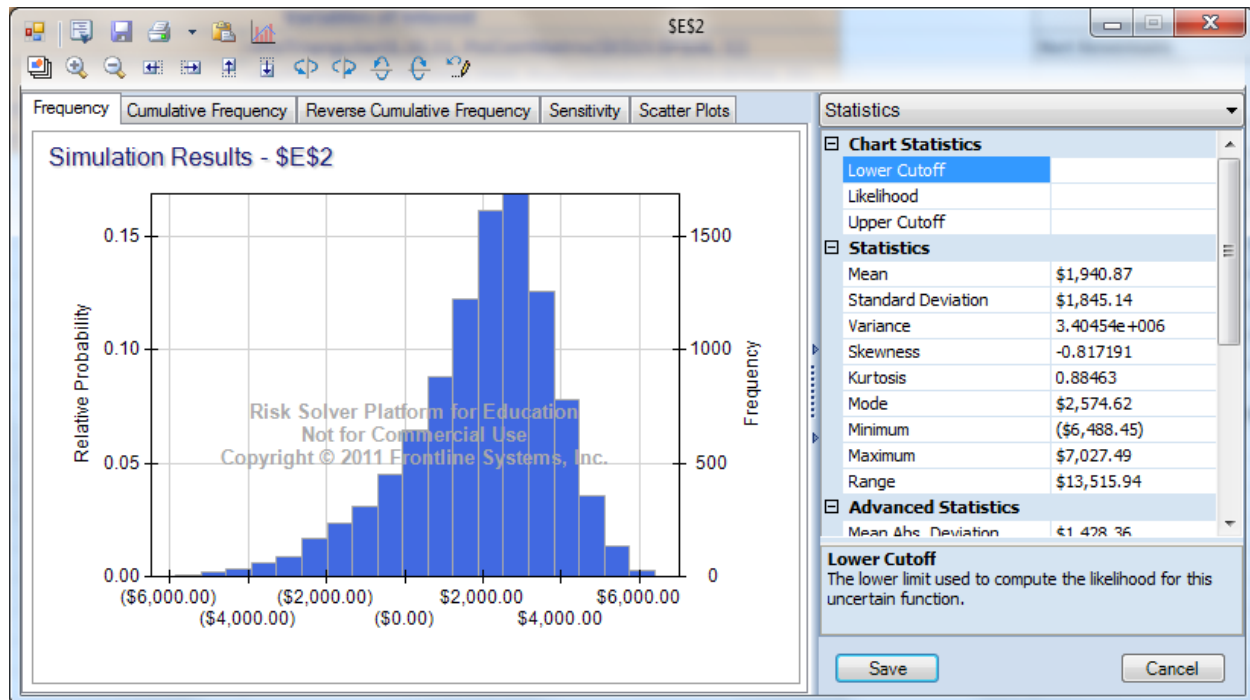 $E$2
Frequency Cumulative Frequency Reverse Cumulative Frequency Sensitivity Scatter Plots
Simulation Results - $E$2
Relative Probability
0.15
0.10
0.05
0.00
1500
1000
500
0
Frequency
Risk Solver Platform for Education
Not for Commercial Use
Copyright © 2011 Frontline Systems, Inc.
($6,000.00) ($2,000.00) $2,000.00 $6,000.00
($4,000.00) ($0.00) $4,000.00
Statistics
Chart Statistics
Lower Cutoff
Likelihood
Upper Cutoff
Statistics
Mean $1,940.87
Standard Deviation $1,845.14
Variance 3.40454e+006
Skewness -0.817191
Kurtosis 0.88463
Mode $2,574.62
Minimum ($6,488.45)
Maximum $7,027.49
Range $13,515.94
Advanced Statistics
Mean Abs. Deviation $1,428.36
Lower Cutoff
The lower limit used to compute the likelihood for this
uncertain function.
Save Cancel